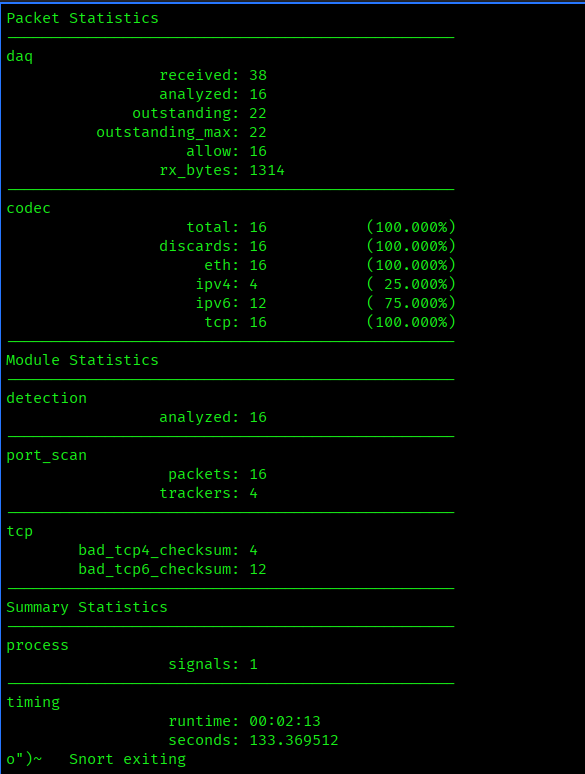 Packet Statistics
daq
received: 38
analyzed: 16
outstanding: 22
outstanding_max: 22
allow: 16
rx_bytes: 1314
codec
total: 16 (100.000%)
discards: 16 (100.000%)
eth: 16 (100.000%)
ipv4: 4 ( 25.000%)
ipv6: 12 ( 75.000%)
tcp: 16 (100.000%)
Module Statistics
detection
analyzed: 16
port_scan
packets: 16
trackers: 4
tcp
bad_tcp4_checksum: 4
bad_tcp6_checksum: 12
Summary Statistics
process
signals: 1
timing
runtime: 00:02:13
seconds: 133.369512
o")~ Snort exiting